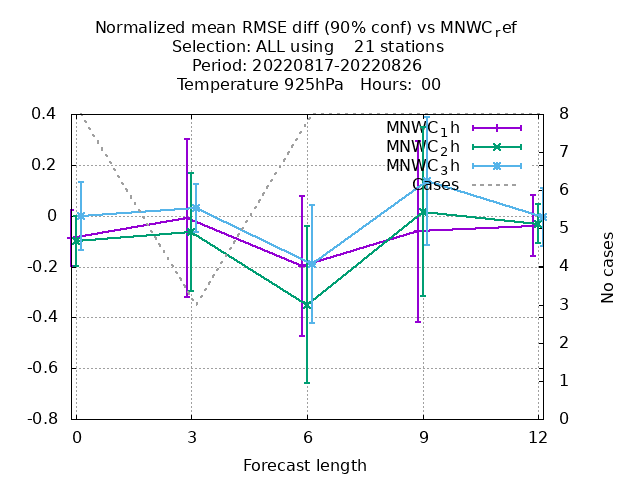 Normalized mean RMSE diff (90% conf) vs MNWC_ref
Selection: ALL using    21 stations
Period: 20220817-20220826
Temperature 925hPa   Hours:  00
0.4
0.2
0
-0.2
-0.4
-0.6
-0.8
MNWC_1h
MNWC_2h
MNWC_3h
Cases
8
7
6
5
4
3
2
1
0
No cases
0 3 6 9 12
Forecast length